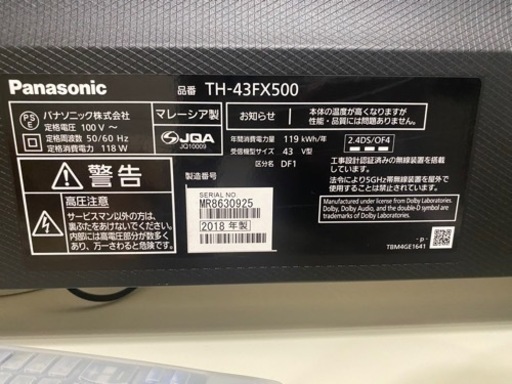 Panasonic
品番 TH-43FX500
PSE
パナソニック株式会社
定格電圧 100 V ～
定格周波数 50/60 Hz
定格消費電力 118 W
マレーシア製
JQA
JQ10009
お知らせ
本体の温度が高くなりますが
性能・品質には問題ありません。
年間消費電力量 119 kWh/年
受信機型サイズ 43 V型
区分名 DF1
2.4DS/OF4
工事設計認証済みの無線装置を搭載
しています。
法令により5GHz帯無線装置を屋外で
使用することは禁止されています。
警告
高圧注意
サービスマン以外の方は、
裏ぶたをあけないでください。
内部には高電圧部分が数多く
あり、万一さわると危険です。
製造番号
SERIAL NO
MR8630925
2018 年製
Manufactured under license from Dolby Laboratories.
Dolby, Dolby Audio, and the double-D symbol are
trademarks of Dolby Laboratories.
- p -
TBM4GE1641